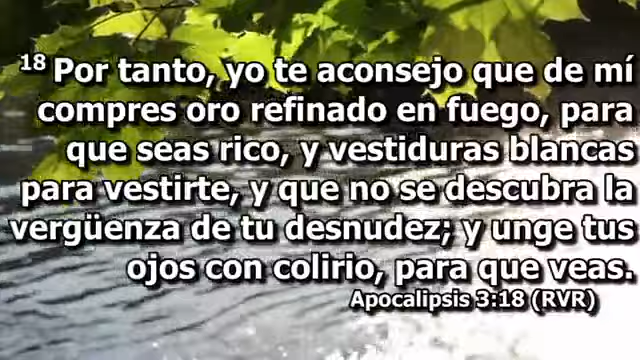 18 Por tanto, yo te aconsejo que de mí
compres oro refinado en fuego, para
que seas rico, y vestiduras blancas
para vestirte, y que no se descubra la
vergüenza de tu desnudez; y unge tus
ojos con colirio, para que veas.
Apocalipsis 3:18 (RVR)